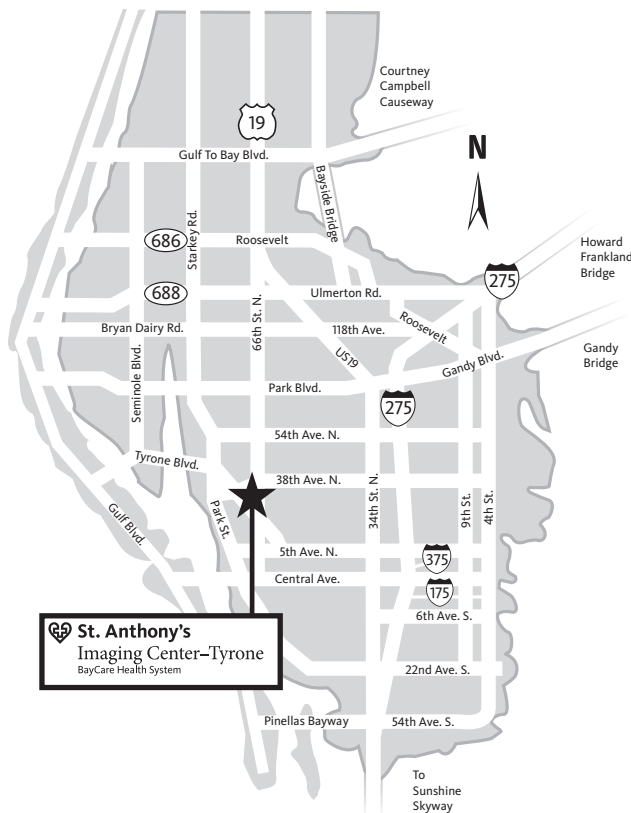 Courtney
Campbell
Causeway
19
N
Gulf To Bay Blvd.
Bayside Bridge
Starkey Rd.
686
Roosevelt
Howard
Frankland
Bridge
275
688
Ulmerton Rd.
66th St. N.
Bryan Dairy Rd.
118th Ave.
Roosevelt
US19
Gandy Blvd.
Gandy
Bridge
Seminole Blvd.
Park Blvd.
275
54th Ave. N.
Tyrone Blvd.
38th Ave. N.
34th St. N.
9th St.
4th St.
Gulf Blvd.
Park St.
5th Ave. N.
375
Central Ave.
175
6th Ave. S.
St. Anthony's
Imaging Center–Tyrone
BayCare Health System
22nd Ave. S.
Pinellas Bayway
54th Ave. S.
To
Sunshine
Skyway